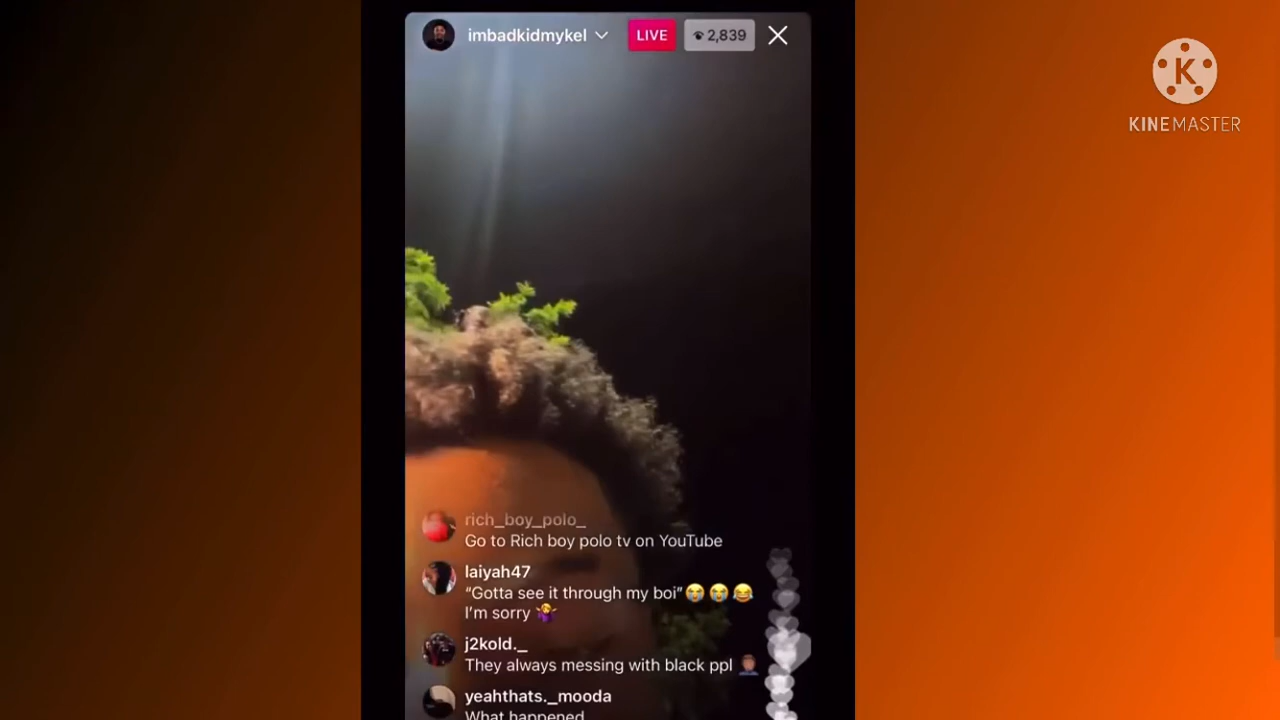 imbadkidmykel
LIVE
2,839
K
KINEMASTER
rich_boy_polo_
Go to Rich boy polo tv on YouTube
laiyah47
"Gotta see it through my boi"😭😭😂
I'm sorry 🤷‍♀️
j2kold._
They always messing with black ppl 🤦🏽‍♂️
yeahthats._mooda
What happened